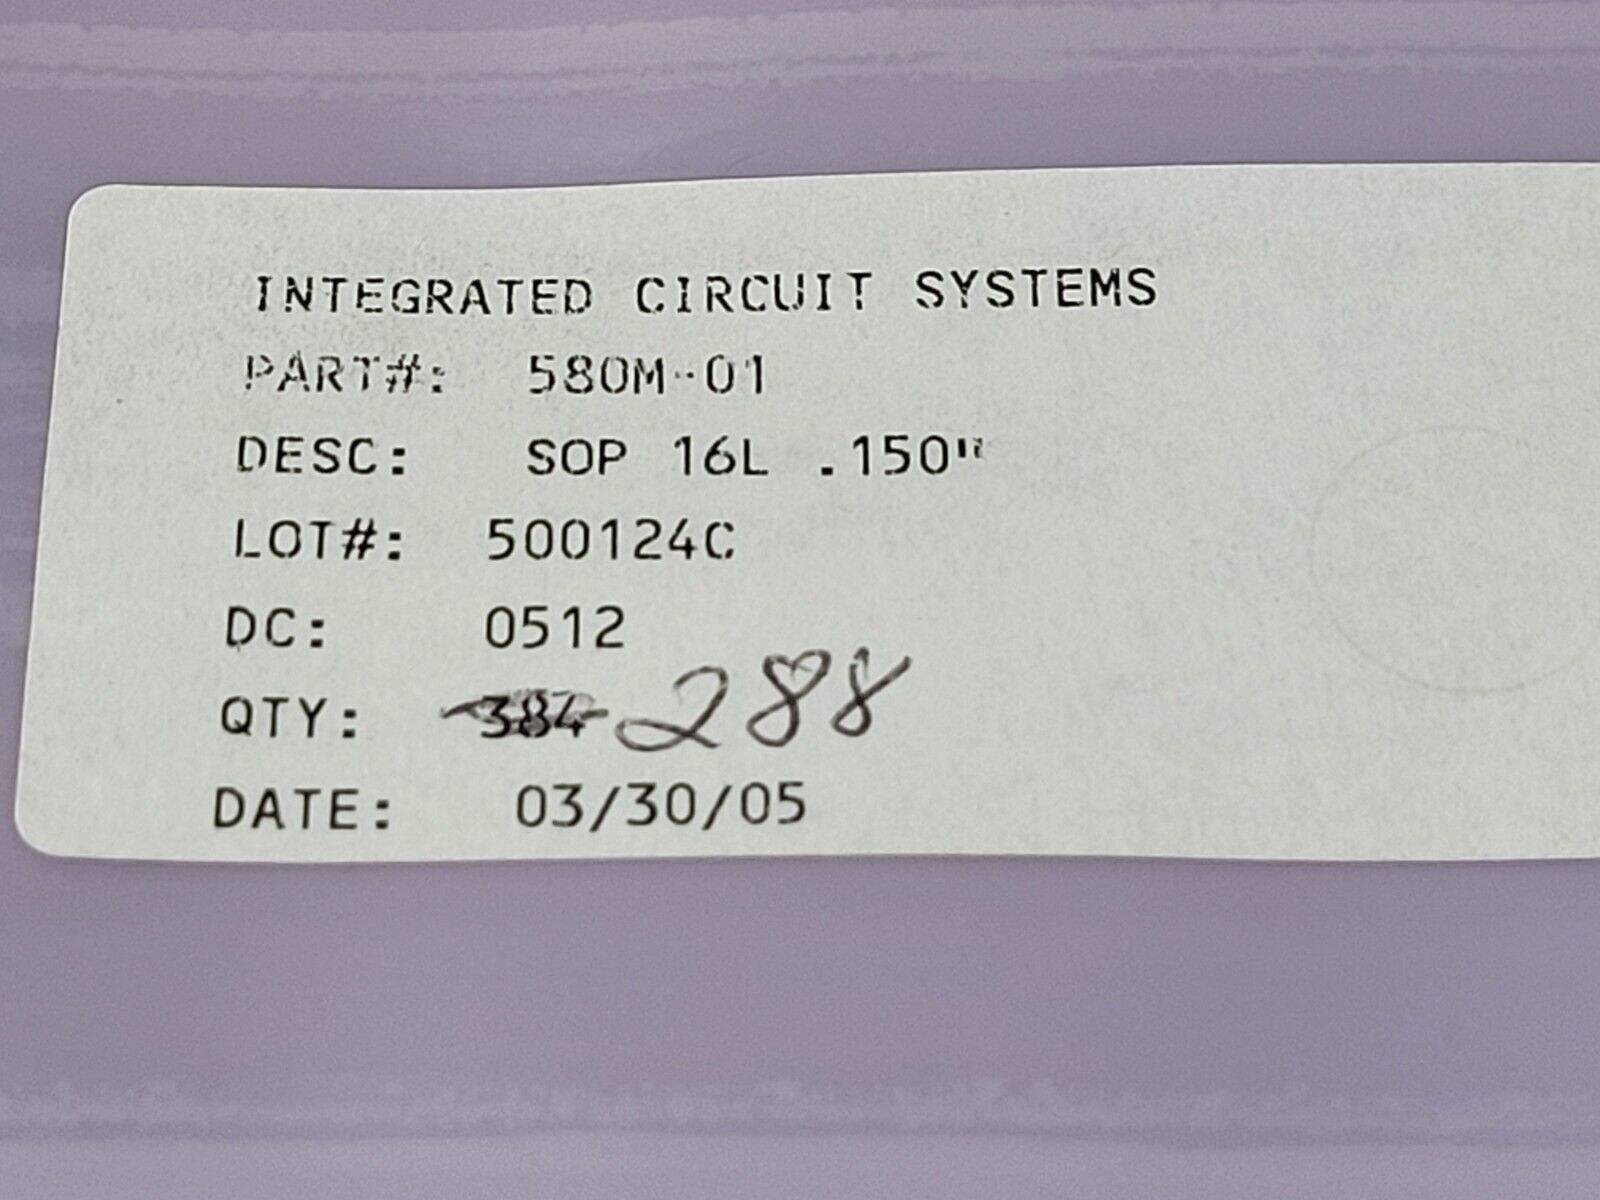 INTEGRATED CIRCUIT SYSTEMS
PART#: 580M-01
DESC: SOP 16L .150"
LOT#: 500124C
DC: 0512
QTY: 384 288
DATE: 03/30/05